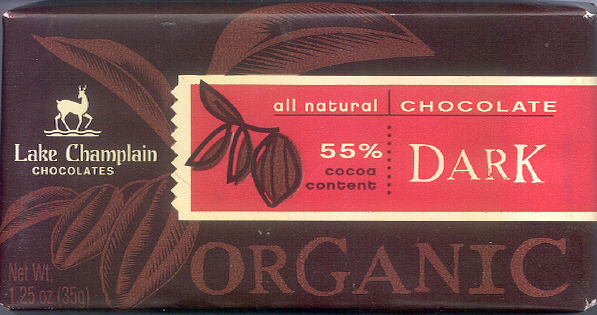 Lake Champlain
CHOCOLATES
all natural | CHOCOLATE
55%
cocoa
content
DARK
ORGANIC
Net Wt.
1.25 oz (35g)